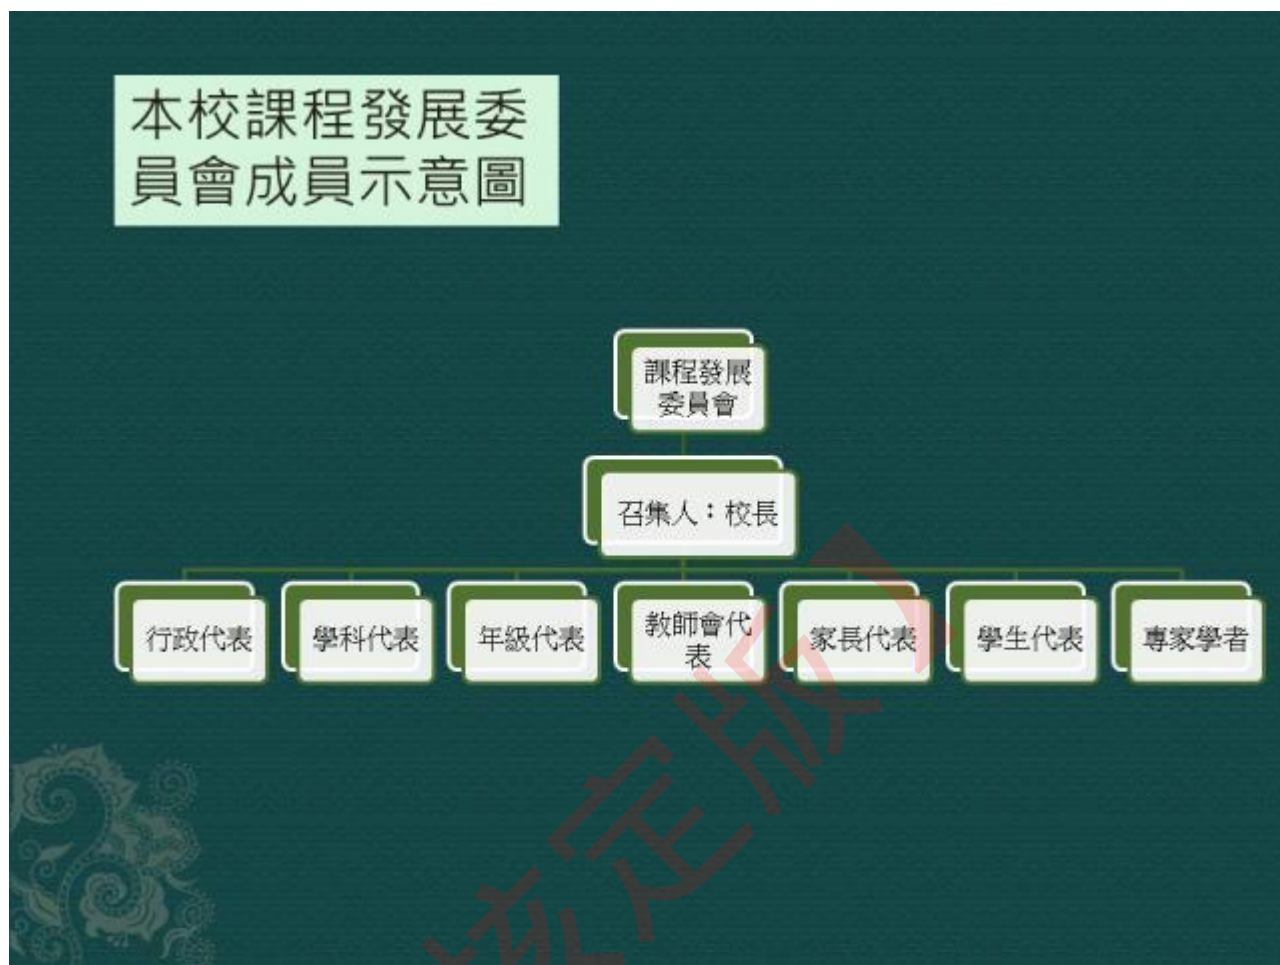 本校課程發展委
員會成員示意圖
課程發展
委員會
召集人：校長
行政代表
學科代表
年級代表
教師會代
表
家長代表
學生代表
專家學者
核定版）